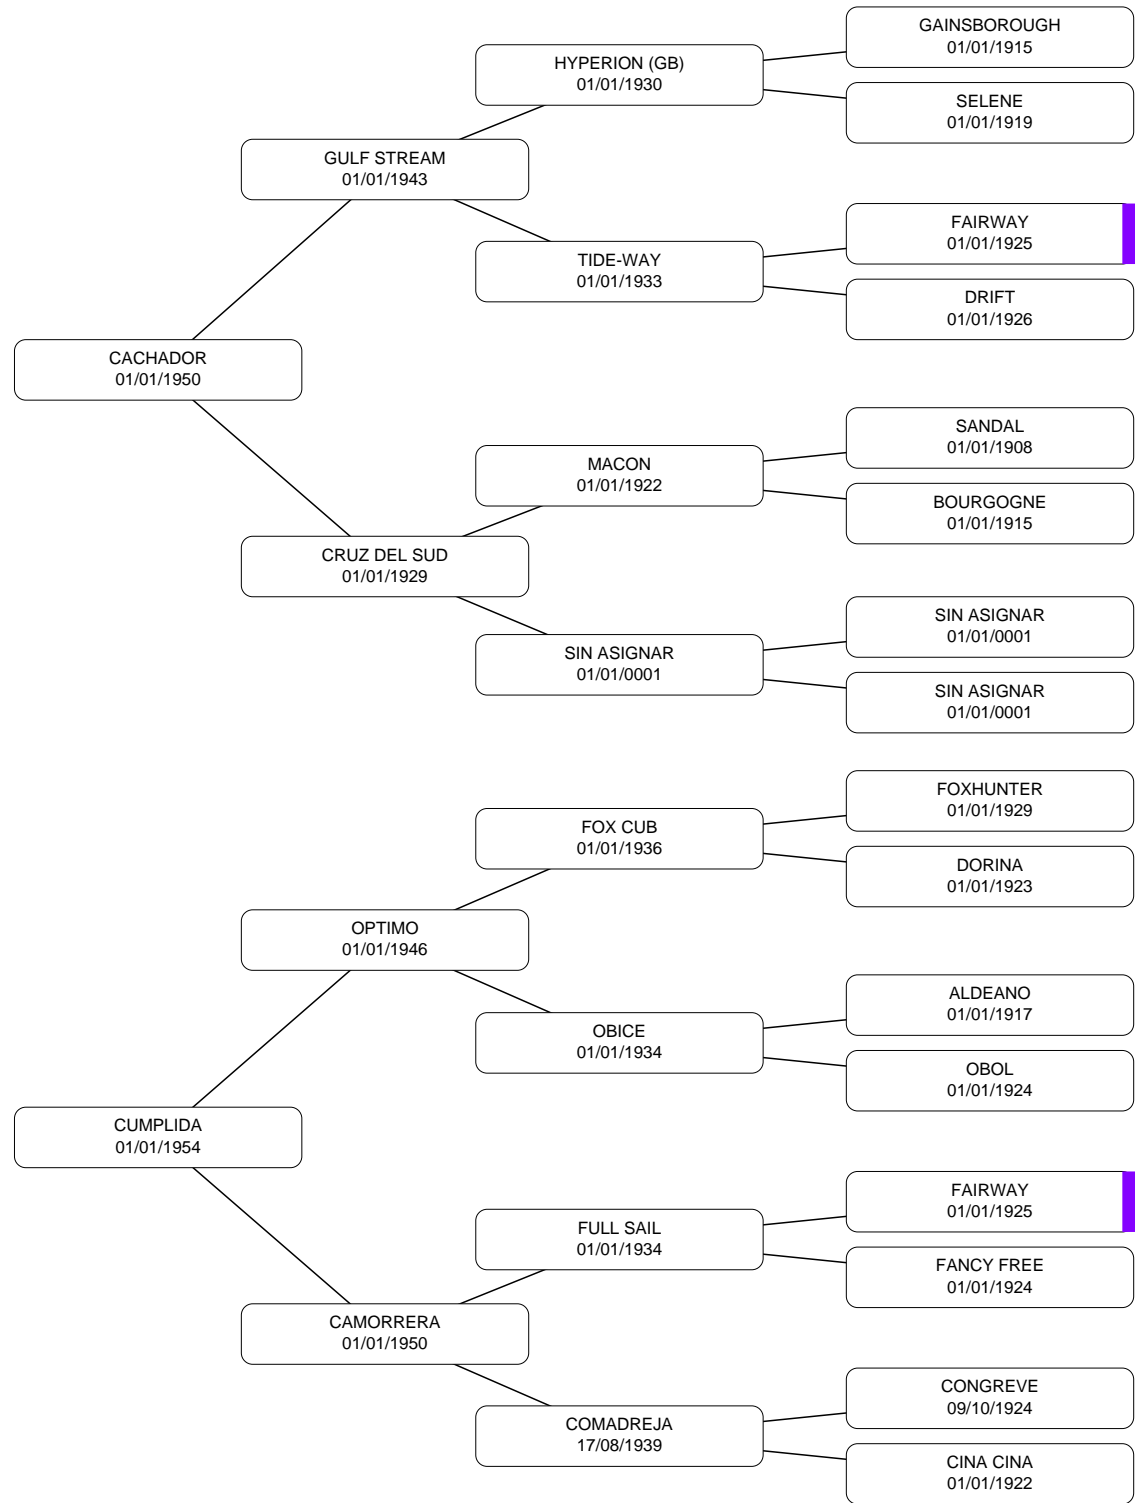 GAINSBOROUGH
01/01/1915
HYPERION (GB)
01/01/1930
SELENE
01/01/1919
GULF STREAM
01/01/1943
FAIRWAY
01/01/1925
TIDE-WAY
01/01/1933
DRIFT
01/01/1926
CACHADOR
01/01/1950
SANDAL
01/01/1908
MACON
01/01/1922
BOURGOGNE
01/01/1915
CRUZ DEL SUD
01/01/1929
SIN ASIGNAR
01/01/0001
SIN ASIGNAR
01/01/0001
SIN ASIGNAR
01/01/0001
FOXHUNTER
01/01/1929
FOX CUB
01/01/1936
DORINA
01/01/1923
OPTIMO
01/01/1946
ALDEANO
01/01/1917
OBICE
01/01/1934
OBOL
01/01/1924
CUMPLIDA
01/01/1954
FAIRWAY
01/01/1925
FULL SAIL
01/01/1934
FANCY FREE
01/01/1924
CAMORRERA
01/01/1950
CONGREVE
09/10/1924
COMADREJA
17/08/1939
CINA CINA
01/01/1922